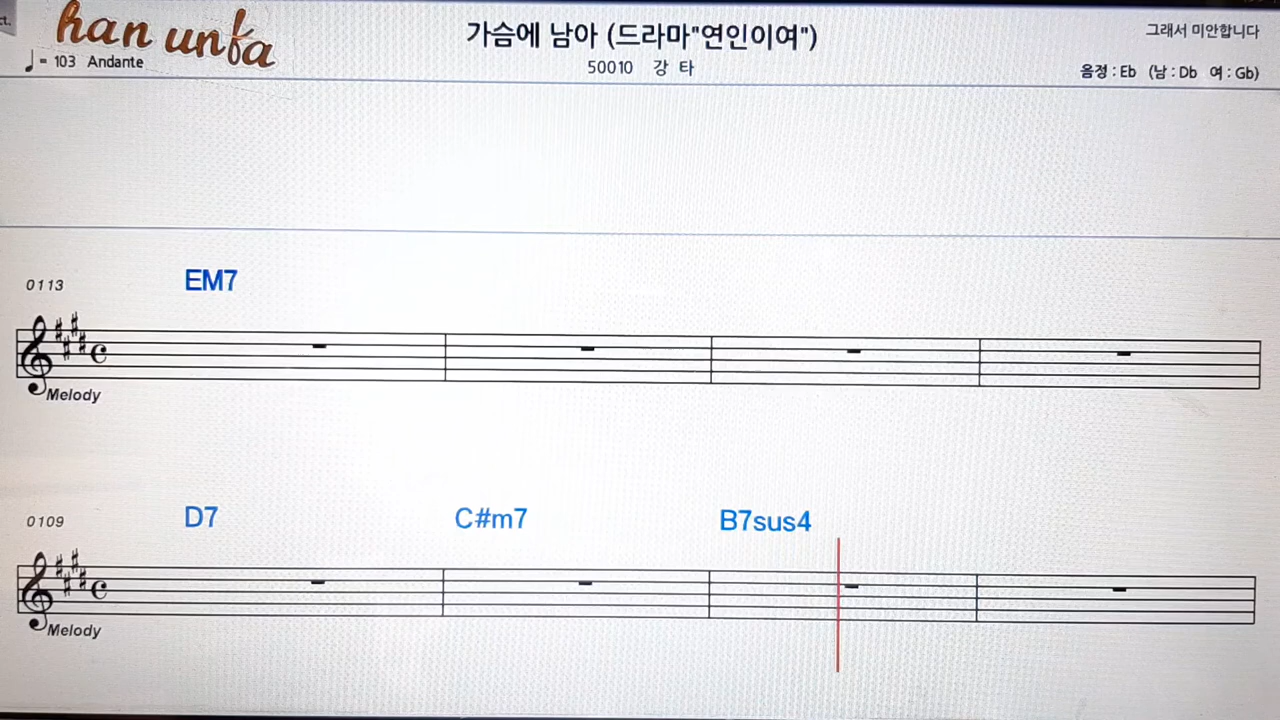 ct.
han unfa
♩= 103 Andante
가슴에 남아 (드라마"연인이여")
50010 강 타
그래서 미안합니다
음정 : Eb (남 : Db 여 : Gb)
0113
EM7
Melody
0109
D7 C#m7 B7sus4
Melody